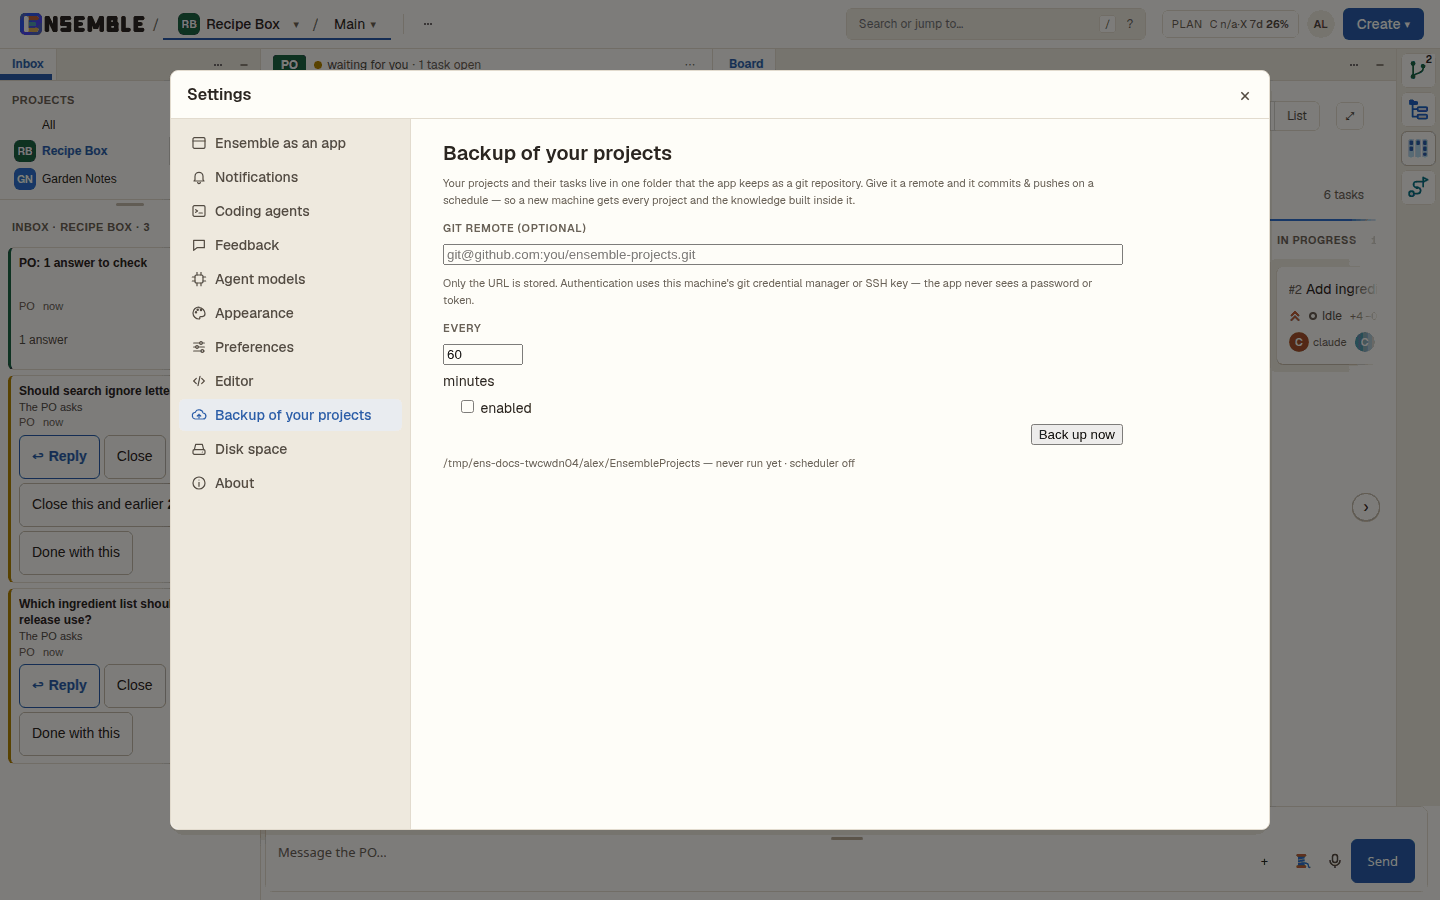 ENSEMBLE / RB Recipe Box ▾ / Main ▾ ···
Search or jump to... / ?
PLAN C n/a·X 7d 26%
AL
Create ▾
Inbox ··· –
PO waiting for you · 1 task open ···
Board ··· –
2
PROJECTS
All
RB Recipe Box
GN Garden Notes
INBOX · RECIPE BOX · 3
PO: 1 answer to check
PO now
1 answer
Should search ignore lette
The PO asks
PO now
↩ Reply
Close
Close this and earlier 2
Done with this
Which ingredient list shou
release use?
The PO asks
PO now
↩ Reply
Close
Done with this
Settings
×
Ensemble as an app
Notifications
Coding agents
Feedback
Agent models
Appearance
Preferences
Editor
Backup of your projects
Disk space
About
Backup of your projects
Your projects and their tasks live in one folder that the app keeps as a git repository. Give it a remote and it commits & pushes on a
schedule — so a new machine gets every project and the knowledge built inside it.
GIT REMOTE (OPTIONAL)
git@github.com:you/ensemble-projects.git
Only the URL is stored. Authentication uses this machine's git credential manager or SSH key — the app never sees a password or
token.
EVERY
60
minutes
enabled
Back up now
/tmp/ens-docs-twcwdn04/alex/EnsembleProjects — never run yet · scheduler off
List
6 tasks
IN PROGRESS 1
#2 Add ingred
Idle +4
C claude C
›
Message the PO...
+
Send